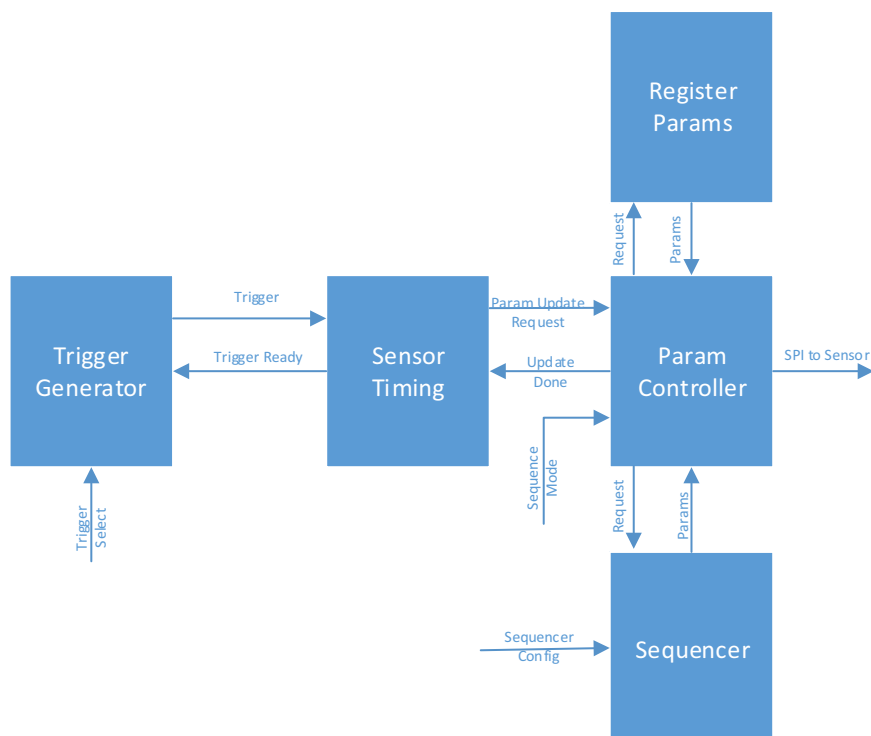 Register
Params
Request
Params
Trigger
Param Update
Request
Trigger
Generator
Trigger Ready
Sensor
Timing
Update
Done
Param
Controller
SPI to Sensor
Sequence
Mode
Trigger
Select
Request
Params
Sequencer
Config
Sequencer